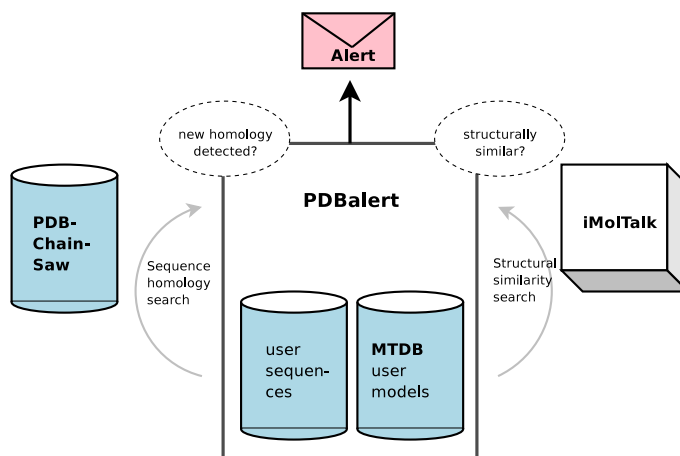 Alert
new homology
detected?
structurally
similar?
PDBalert
PDB-
Chain-
Saw
iMolTalk
Sequence
homology
search
Structural
similarity
search
user
sequen-
ces
MTDB
user
models